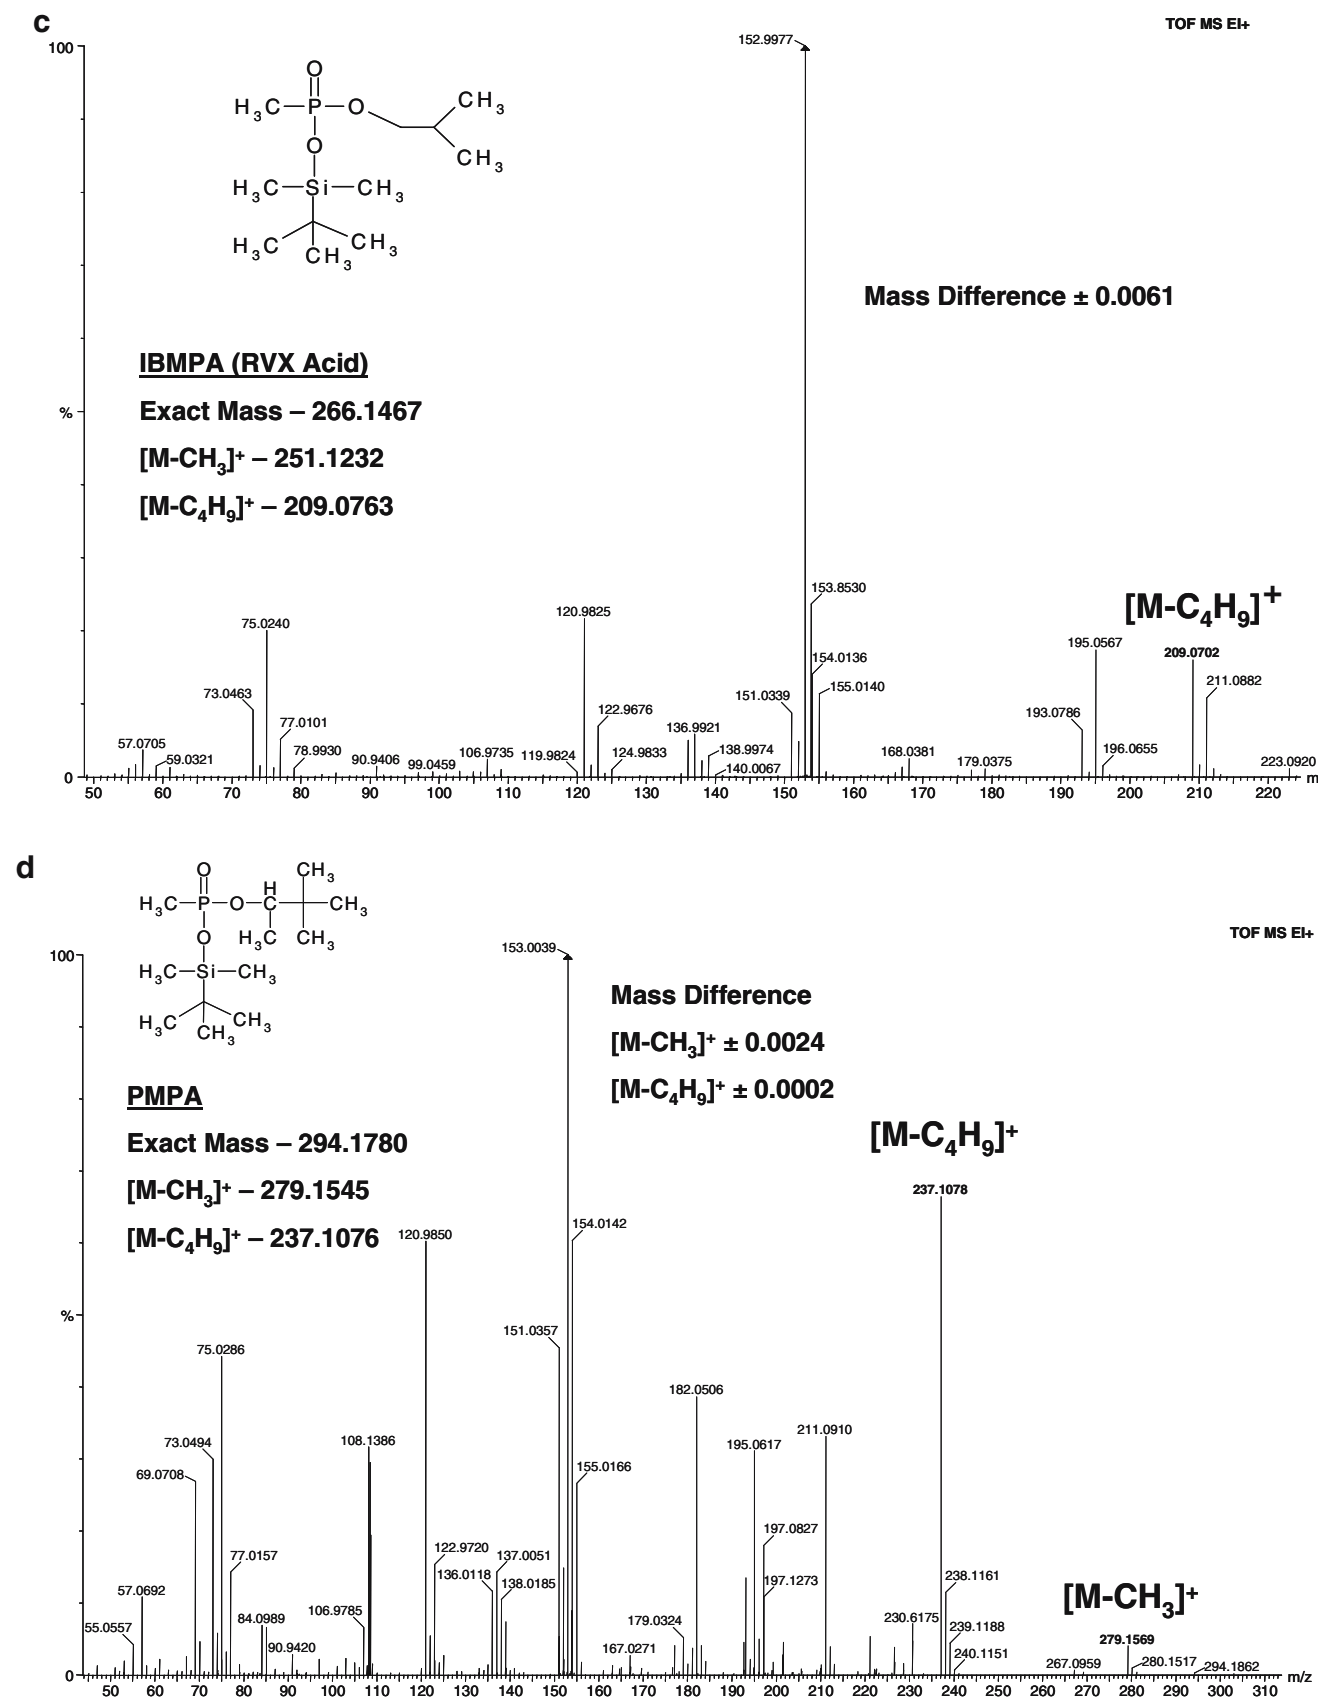 c
TOF MS EI+
152.9977
100
O
H3C P O CH3
CH3
O
H3C Si CH3
H3C CH3
CH3
Mass Difference ± 0.0061
IBMPA (RVX Acid)
%
Exact Mass – 266.1467
[M-CH3]+ – 251.1232
[M-C4H9]+ – 209.0763
[M-C4H9]+
153.8530
120.9825
75.0240
195.0567
209.0702
154.0136
211.0882
155.0140
73.0463
151.0339
122.9676
193.0786
77.0101
136.9921
57.0705
78.9930
59.0321
90.9406
99.0459
106.9735
119.9824
124.9833
138.9974
140.0067
168.0381
179.0375
196.0655
223.0920
0
50 60 70 80 90 100 110 120 130 140 150 160 170 180 190 200 210 220 m
d
O CH3
H
H3C P O C CH3
O H3C CH3
H3C Si CH3
H3C CH3
CH3
TOF MS EI+
153.0039
100
Mass Difference
[M-CH3]+ ± 0.0024
[M-C4H9]+ ± 0.0002
PMPA
Exact Mass – 294.1780
[M-CH3]+ – 279.1545
[M-C4H9]+ – 237.1076
[M-C4H9]+
237.1078
120.9850
154.0142
%
151.0357
75.0286
182.0506
211.0910
108.1386
73.0494
195.0617
69.0708
155.0166
197.0827
122.9720
77.0157
137.0051
136.0118
138.0185
197.1273
238.1161
57.0692
[M-CH3]+
106.9785
84.0989
55.0557
179.0324
230.6175
239.1188
90.9420
167.0271
240.1151
267.0959
279.1569
280.1517
294.1862
0
50 60 70 80 90 100 110 120 130 140 150 160 170 180 190 200 210 220 230 240 250 260 270 280 290 300 310 m/z